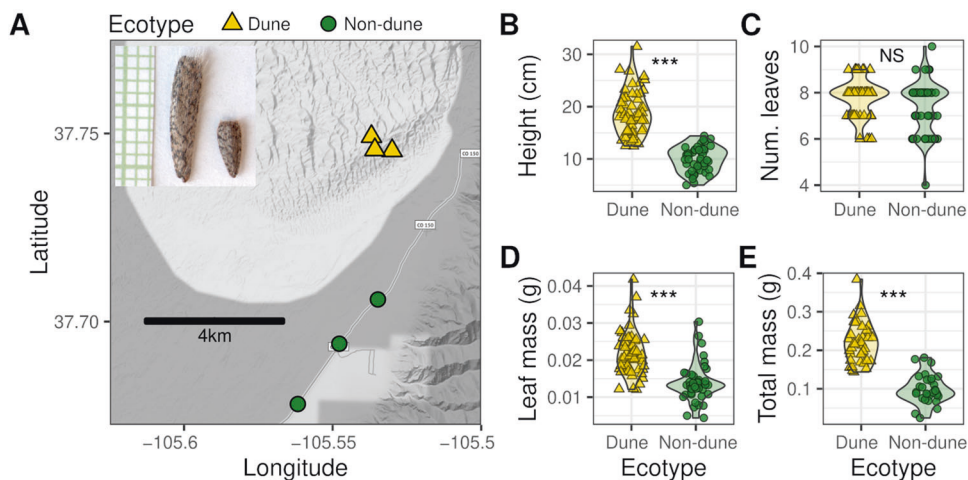 A
Ecotype Dune Non-dune
CO 150
CO 150
4km
37.75
37.70
Latitude
−105.6 −105.55 −105.5
Longitude
B
***
30
20
10
Height (cm)
Dune Non-dune
C
NS
10
8
6
4
Num. leaves
Dune Non-dune
D
***
0.04
0.03
0.02
0.01
Leaf mass (g)
Dune Non-dune
Ecotype
E
***
0.4
0.3
0.2
0.1
Total mass (g)
Dune Non-dune
Ecotype